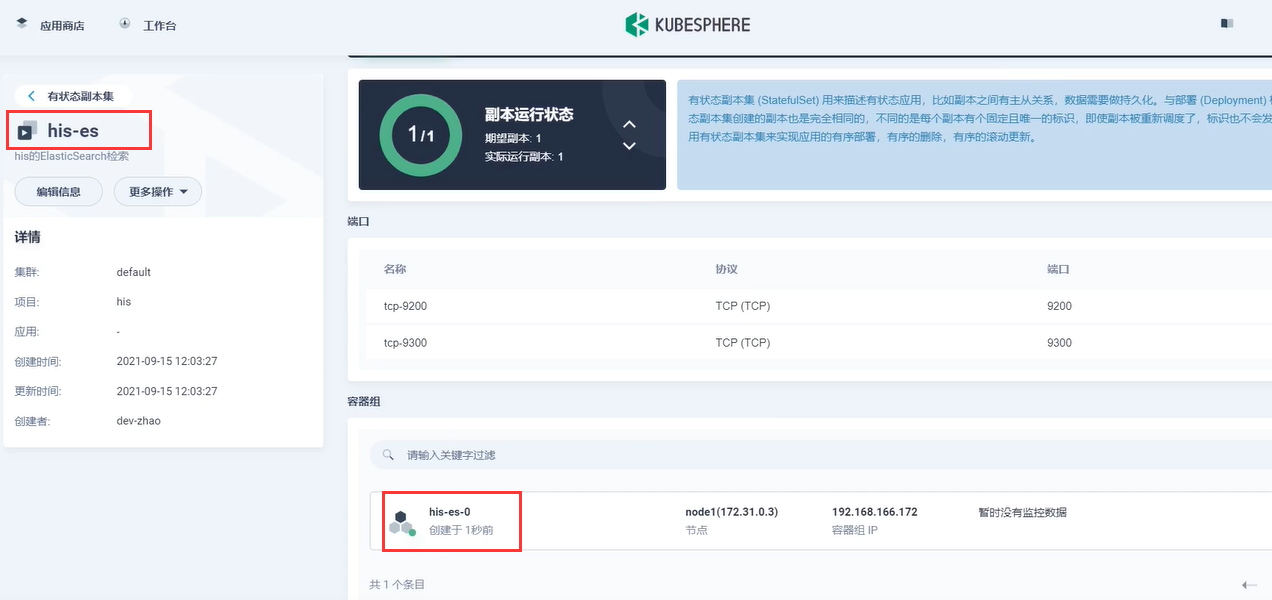 应用商店
工作台
KUBESPHERE
有状态副本集
his-es
his的ElasticSearch检索
编辑信息
更多操作
详情
集群: default
项目: his
应用: -
创建时间: 2021-09-15 12:03:27
更新时间: 2021-09-15 12:03:27
创建者: dev-zhao
1/1
副本运行状态
期望副本: 1
实际运行副本: 1
有状态副本集 (StatefulSet) 用来描述有状态应用，比如副本之间有主从关系，数据需要做持久化。与部署 (Deployment)
态副本集创建的副本也是完全相同的，不同的是每个副本有个固定且唯一的标识，即使副本被重新调度了，标识也不会发
用有状态副本集来实现应用的有序部署，有序的删除，有序的滚动更新。
端口
名称 协议 端口
tcp-9200 TCP (TCP) 9200
tcp-9300 TCP (TCP) 9300
容器组
请输入关键字过滤
his-es-0 node1(172.31.0.3) 192.168.166.172 暂时没有监控数据
创建于 1秒前 节点 容器组 IP
共 1 个条目